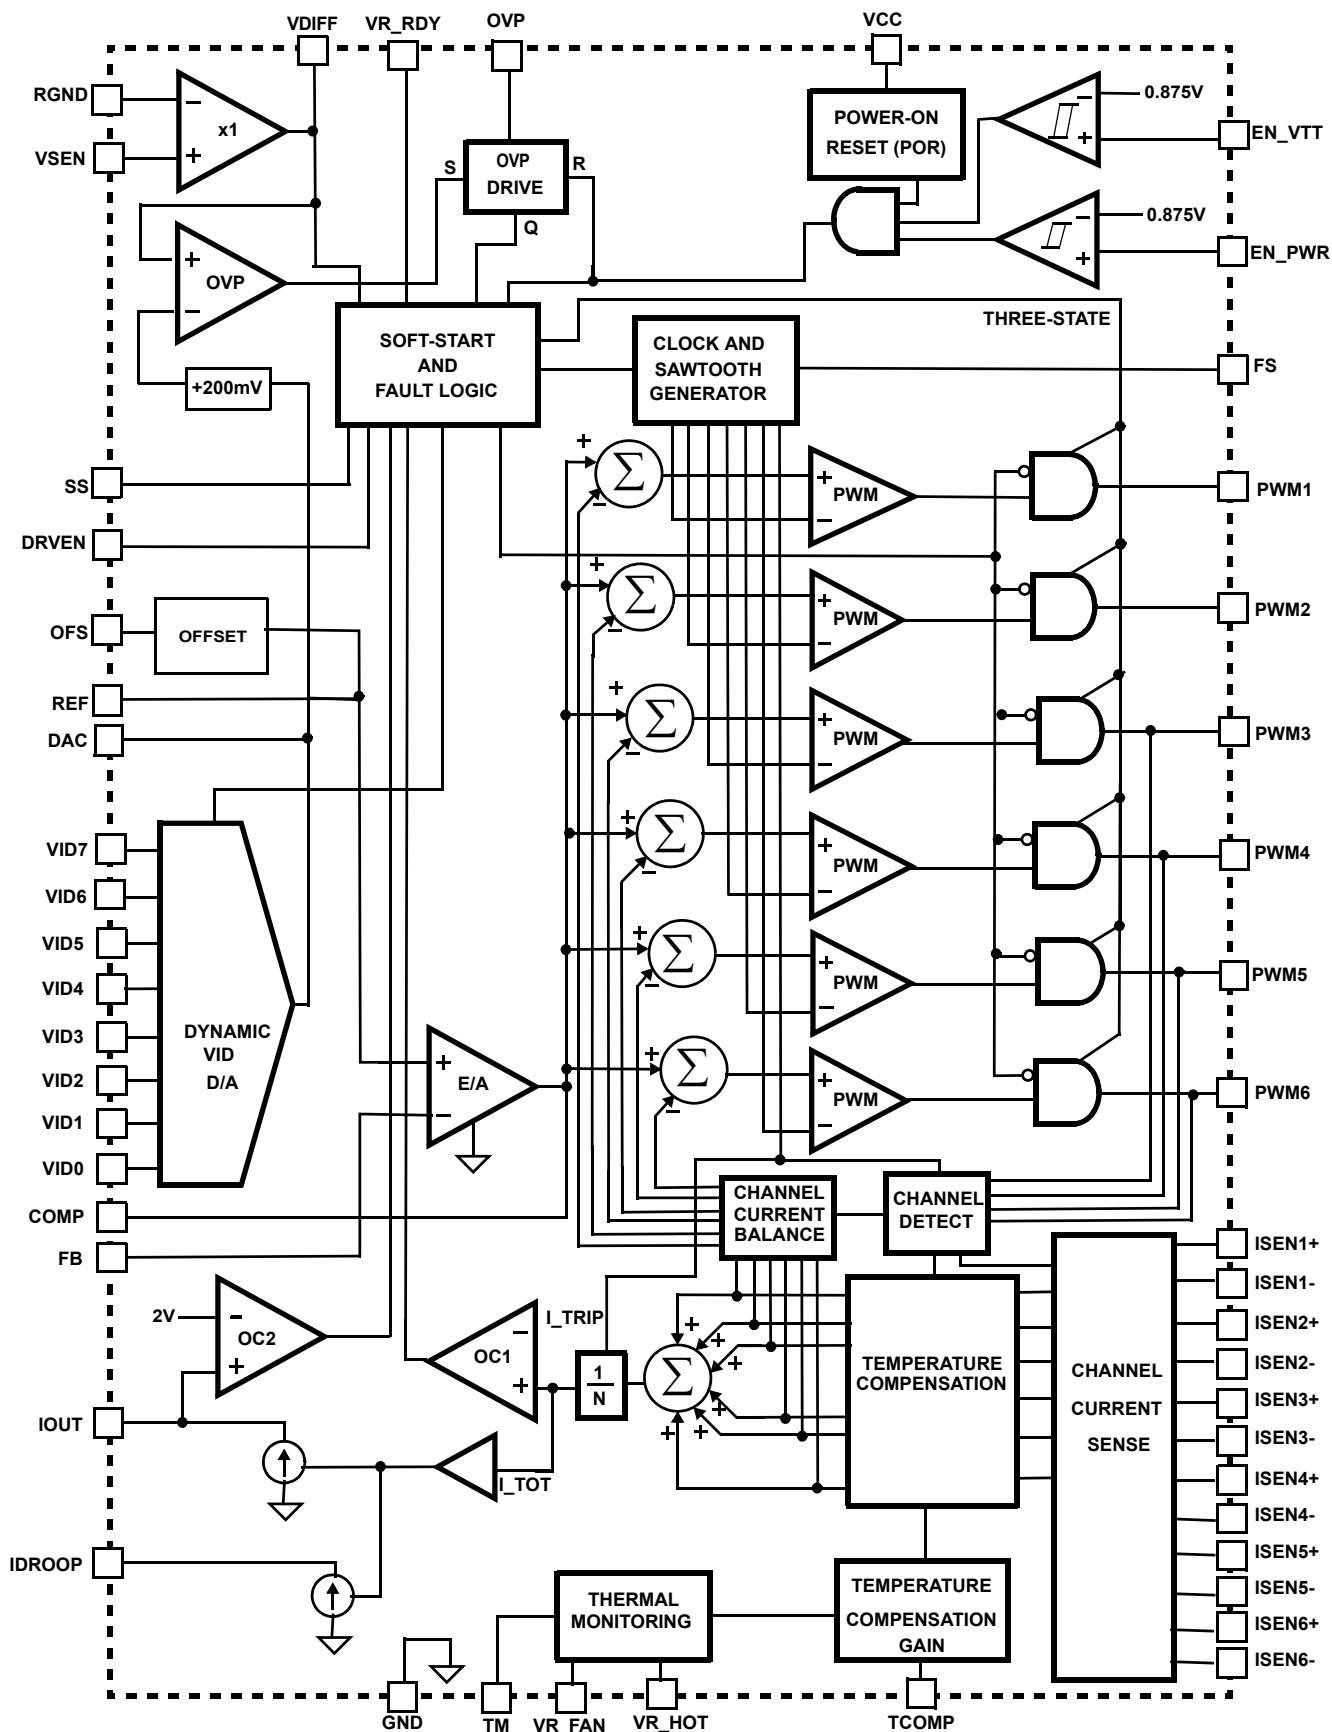 VDIFF
VR_RDY
OVP
VCC
RGND
VSEN
−
x1
+
OVP
DRIVE
S
R
Q
POWER-ON
RESET (POR)
−
+
0.875V
EN_VTT
−
+
0.875V
EN_PWR
+
OVP
−
+200mV
SOFT-START
AND
FAULT LOGIC
CLOCK AND
SAWTOOTH
GENERATOR
THREE-STATE
FS
SS
DRVEN
OFS
OFFSET
REF
DAC
+
−
Σ
+
PWM
−
PWM1
+
−
Σ
+
PWM
−
PWM2
+
−
Σ
+
PWM
−
PWM3
+
−
Σ
+
PWM
−
PWM4
+
−
Σ
+
PWM
−
PWM5
+
−
Σ
+
PWM
−
PWM6
VID7
VID6
VID5
VID4
VID3
VID2
VID1
VID0
DYNAMIC
VID
D/A
+
E/A
−
COMP
FB
CHANNEL
CURRENT
BALANCE
CHANNEL
DETECT
2V
−
OC2
+
−
OC1
+
I_TRIP
1
N
Σ
+
+
+
+
+
+
I_TOT
TEMPERATURE
COMPENSATION
CHANNEL
CURRENT
SENSE
ISEN1+
ISEN1-
ISEN2+
ISEN2-
ISEN3+
ISEN3-
ISEN4+
ISEN4-
ISEN5+
ISEN5-
ISEN6+
ISEN6-
IOUT
IDROOP
THERMAL
MONITORING
TEMPERATURE
COMPENSATION
GAIN
GND
TM
VR_FAN
VR_HOT
TCOMP